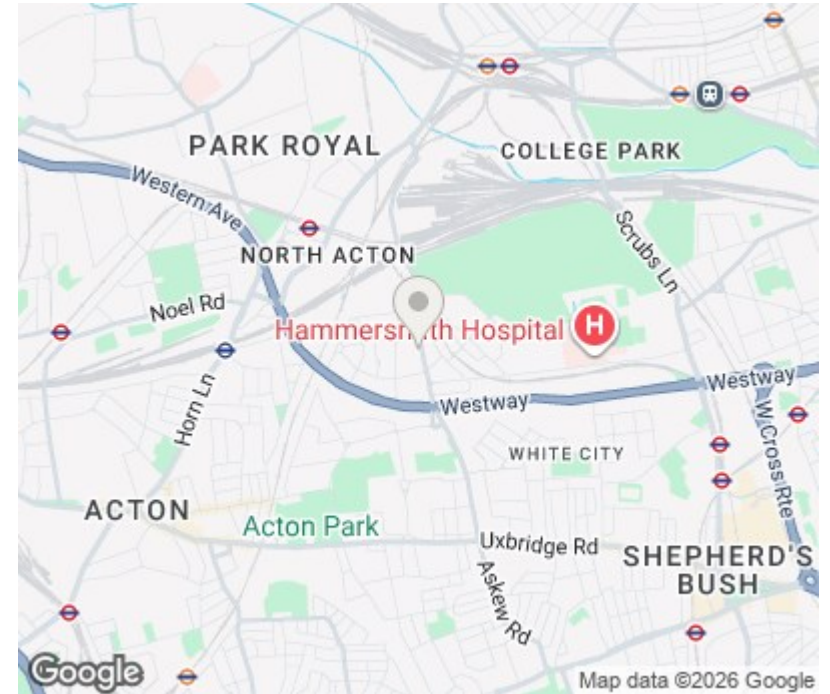 PARK ROYAL
COLLEGE PARK
Western Ave
Scrubs Ln
NORTH ACTON
Noel Rd
Hammersmith Hospital
H
Horn Ln
Westway
Westway
W Cross Rte
WHITE CITY
ACTON
Acton Park
Uxbridge Rd
Askew Rd
SHEPHERD'S
BUSH
Google
Map data ©2026 Google